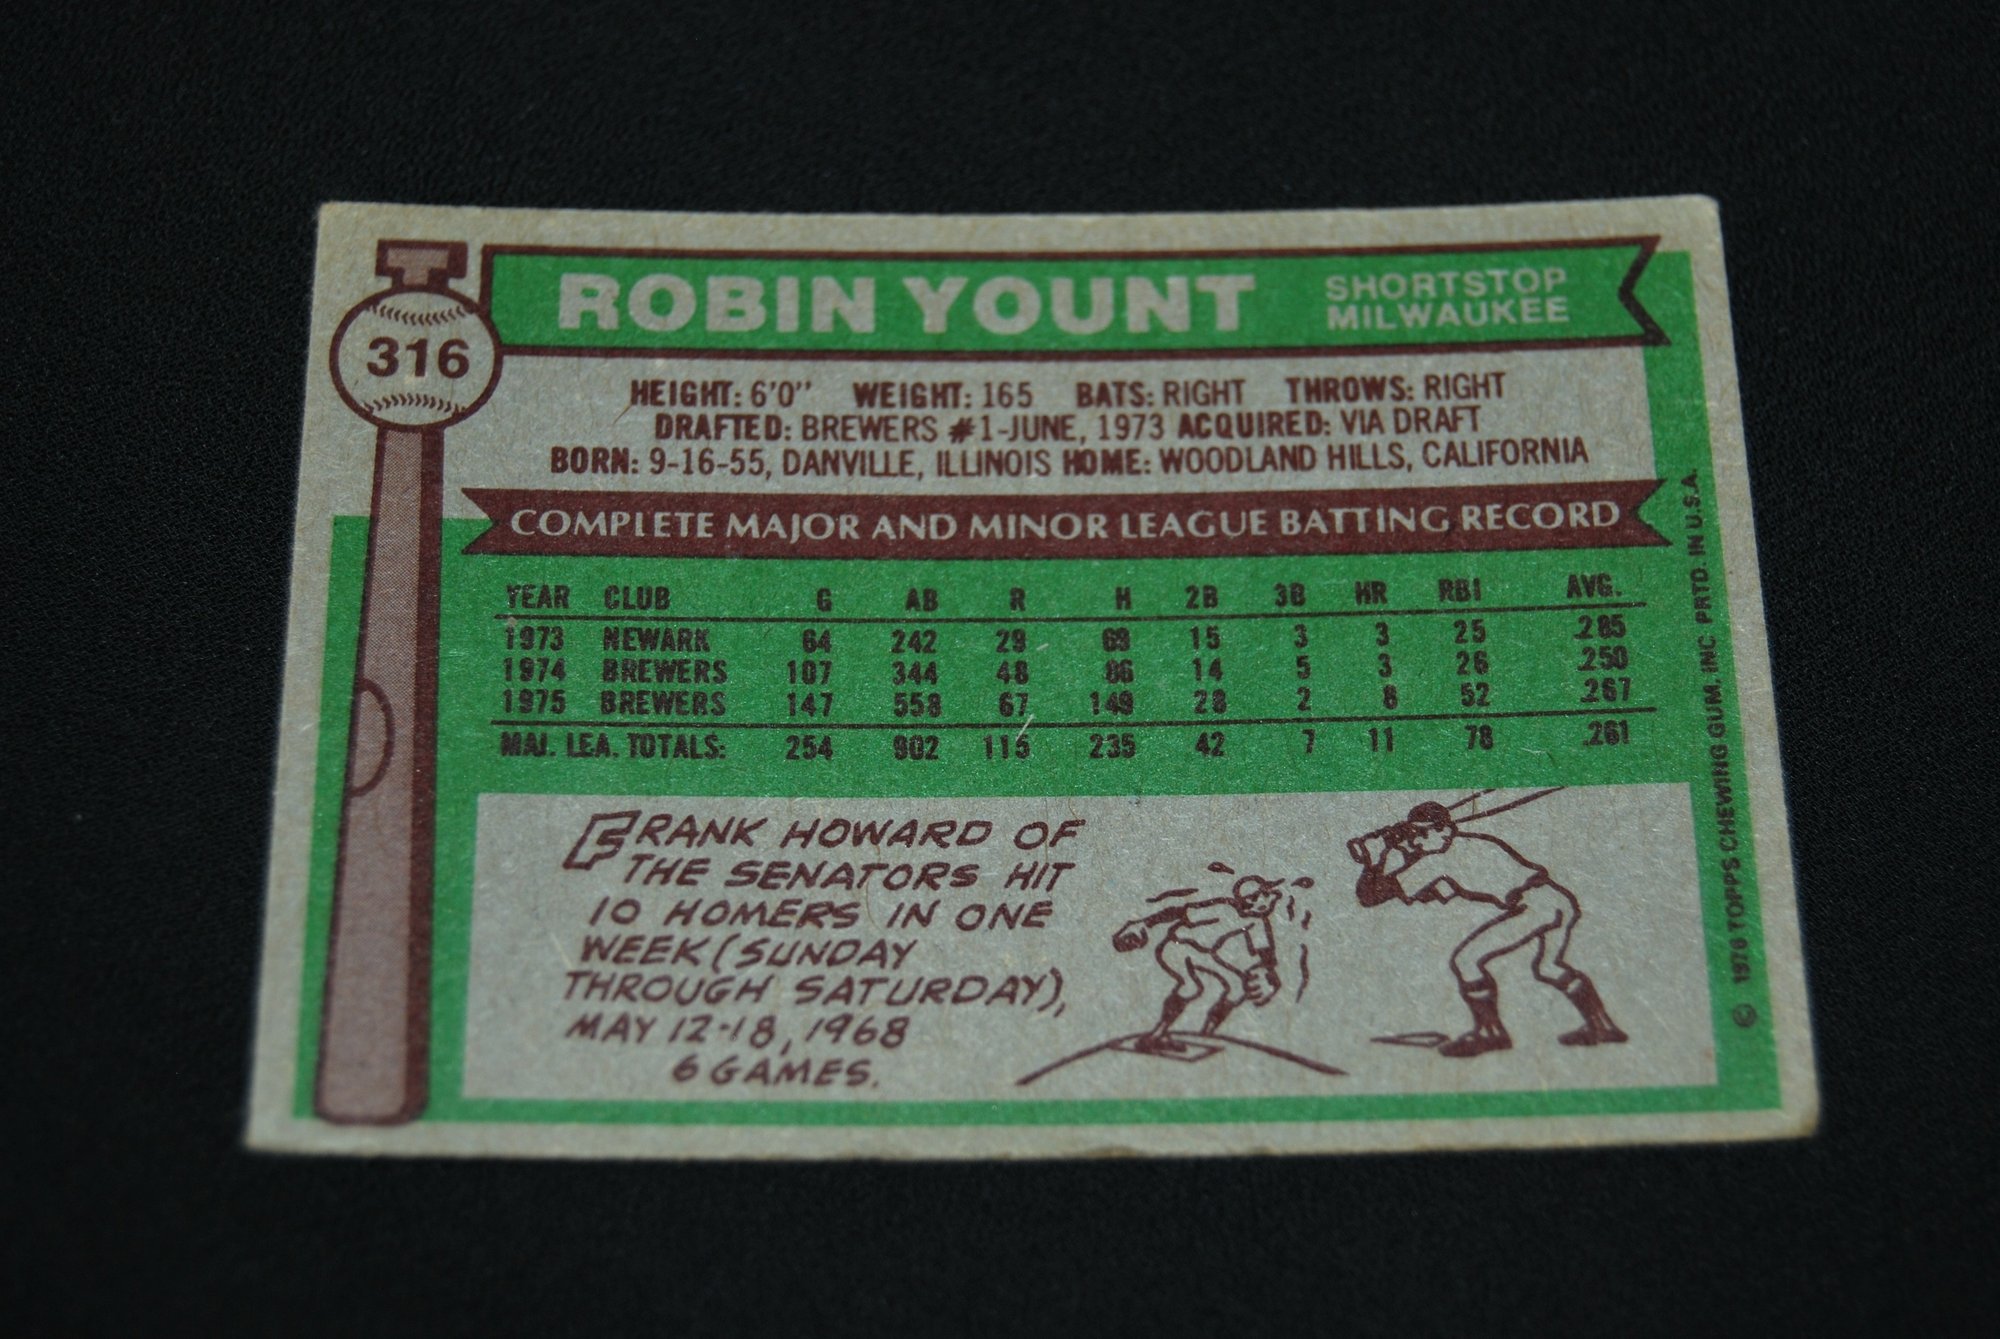 T
316
ROBIN YOUNT
SHORTSTOP
MILWAUKEE
HEIGHT: 6'0" WEIGHT: 165 BATS: RIGHT THROWS: RIGHT
DRAFTED: BREWERS #1-JUNE, 1973 ACQUIRED: VIA DRAFT
BORN: 9-16-55, DANVILLE, ILLINOIS HOME: WOODLAND HILLS, CALIFORNIA
COMPLETE MAJOR AND MINOR LEAGUE BATTING RECORD
YEAR CLUB G AB R H 2B 3B HR RBI AVG.
1973 NEWARK 64 242 29 69 15 3 3 25 .285
1974 BREWERS 107 344 48 86 14 5 3 26 .250
1975 BREWERS 147 558 67 149 28 2 8 52 .267
MAJ. LEA. TOTALS: 254 902 115 235 42 7 11 78 .261
FRANK HOWARD OF
THE SENATORS HIT
10 HOMERS IN ONE
WEEK (SUNDAY
THROUGH SATURDAY),
MAY 12-18, 1968
6 GAMES.
© 1976 TOPPS CHEWING GUM, INC PRTD. IN U.S.A.